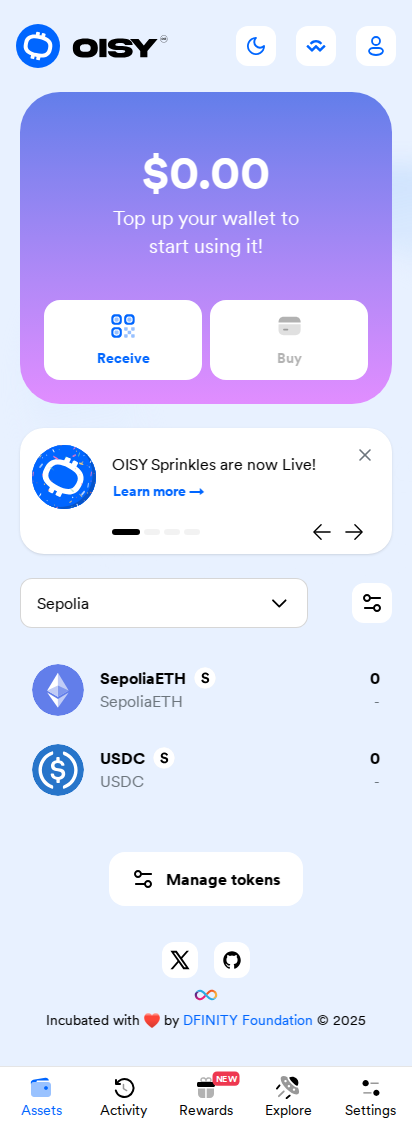 OISY
$0.00
Top up your wallet to
start using it!
Receive
Buy
OISY Sprinkles are now Live!
Learn more →
Sepolia
SepoliaETH S
0
SepoliaETH
-
USDC S
0
USDC
-
Manage tokens
Incubated with ❤️ by DFINITY Foundation © 2025
NEW
Assets
Activity
Rewards
Explore
Settings